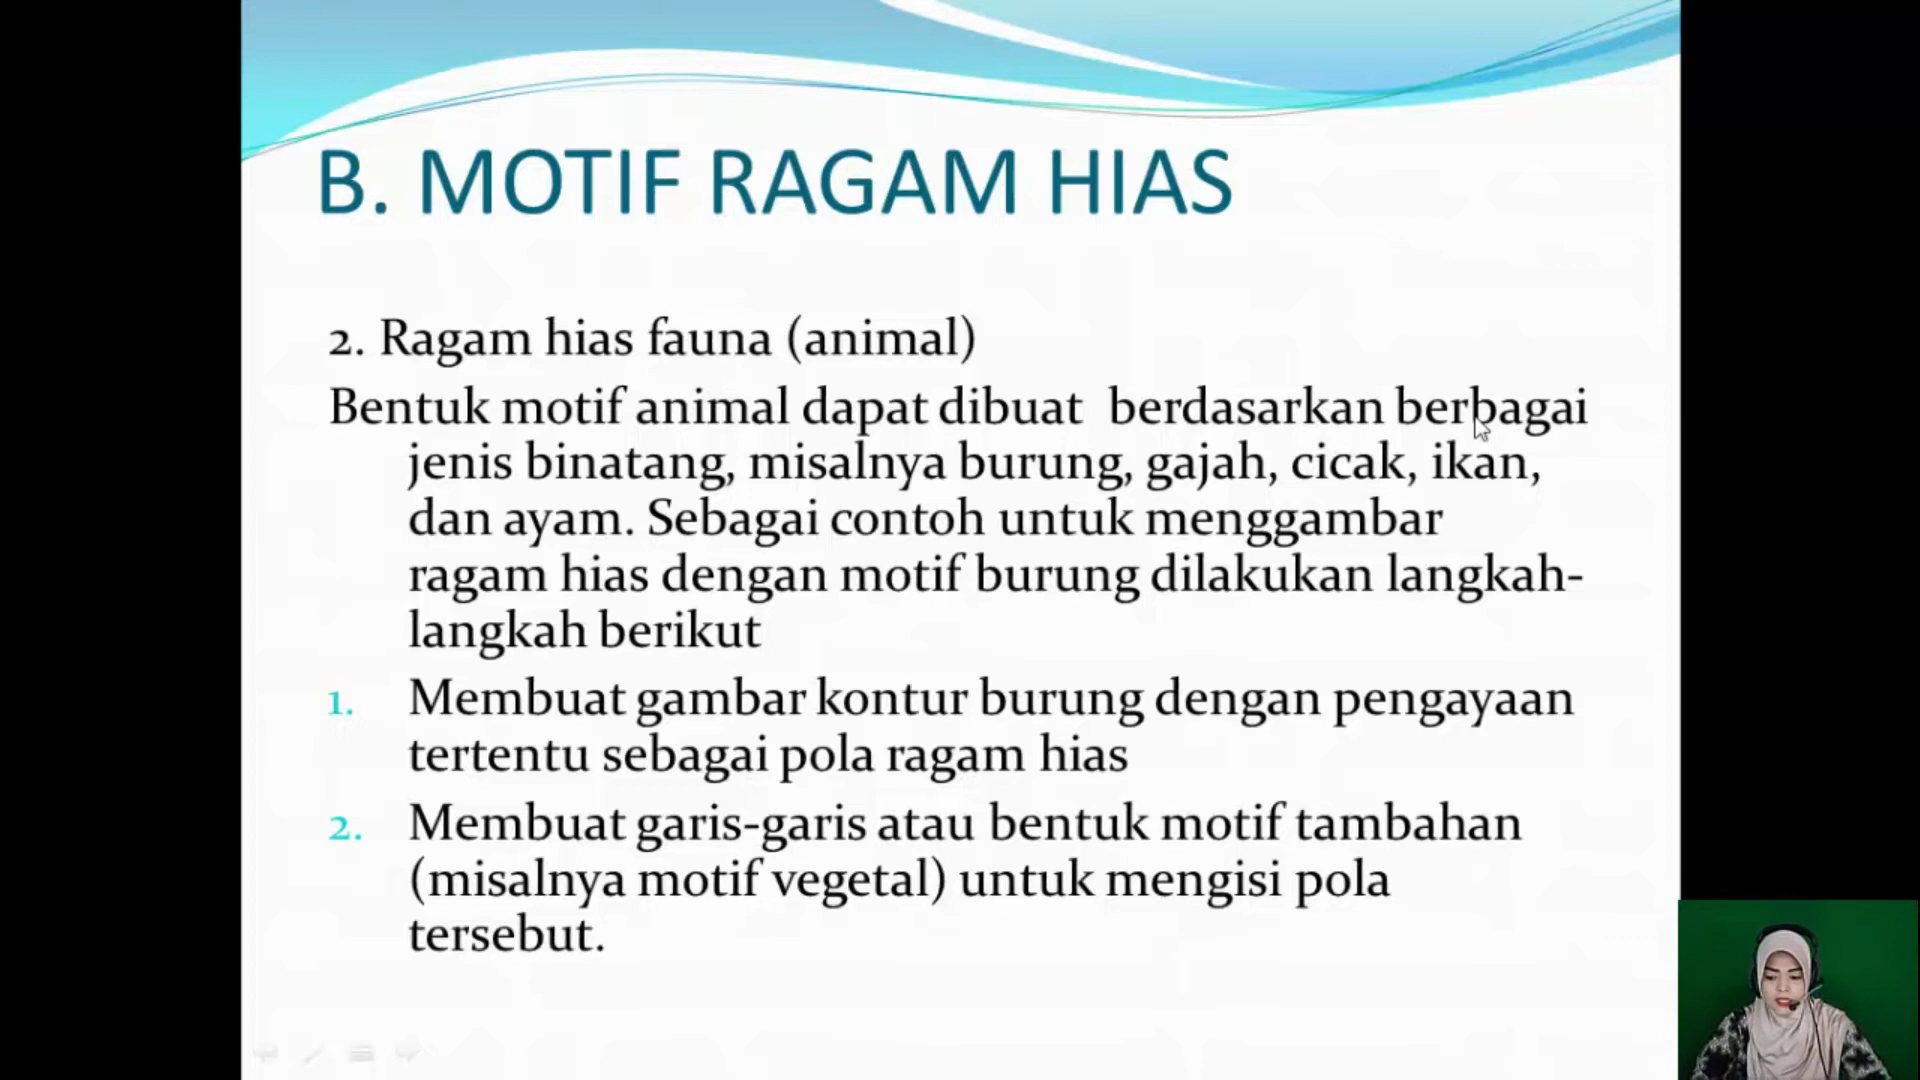 B. MOTIF RAGAM HIAS
2. Ragam hias fauna (animal)
Bentuk motif animal dapat dibuat berdasarkan berbagai
jenis binatang, misalnya burung, gajah, cicak, ikan,
dan ayam. Sebagai contoh untuk menggambar
ragam hias dengan motif burung dilakukan langkah-
langkah berikut
1. Membuat gambar kontur burung dengan pengayaan
tertentu sebagai pola ragam hias
2. Membuat garis-garis atau bentuk motif tambahan
(misalnya motif vegetal) untuk mengisi pola
tersebut.